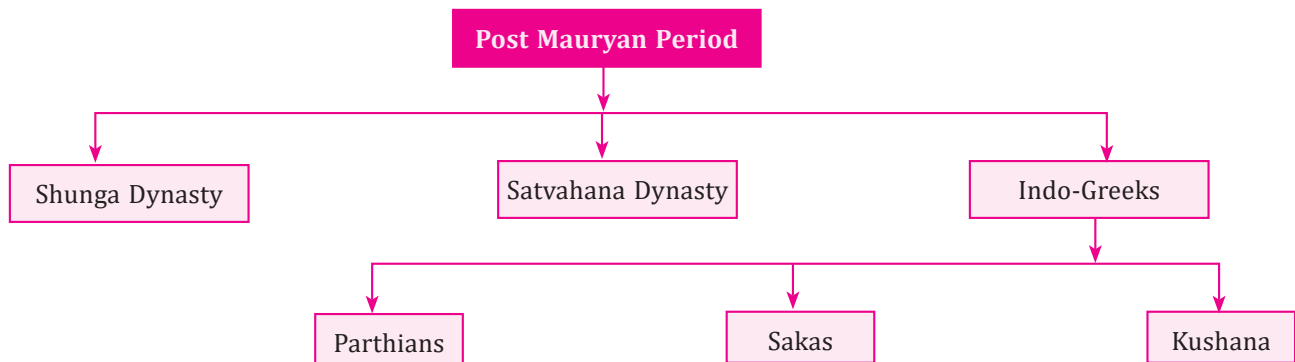 Post Mauryan Period
Shunga Dynasty
Satvahana Dynasty
Indo-Greeks
Parthians
Sakas
Kushana